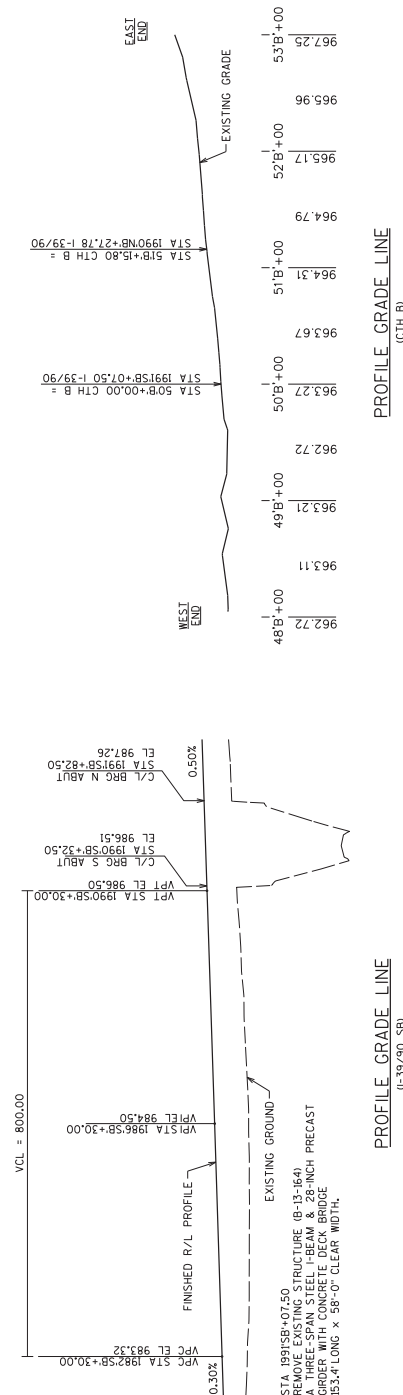 VCL = 800.00
0.30%
VPC STA 1982'SB'+30.00
VPC EL 983.32
FINISHED R/L PROFILE
VPI STA 1986'SB'+30.00
VPI EL 984.50
EXISTING GROUND
VPT STA 1990'SB'+30.00
VPT EL 986.50
C/L BRG S ABUT
STA 1990'SB'+32.50
EL 986.51
C/L BRG N ABUT
STA 1991'SB'+82.50
EL 987.26
0.50%
STA 1991'SB'+07.50
REMOVE EXISTING STRUCTURE (B-13-164)
THREE-SPAN STEEL I-BEAM & 28-INCH PRECAST
GIRDER WITH CONCRETE DECK BRIDGE
153.4' LONG x 58'-0" CLEAR WIDTH.
PROFILE GRADE LINE
(I-39/90 SB)
WEST
END
STA 50'B'+00.00 CTH B =
STA 1991'SB'+07.50 I-39/90
STA 51'B'+15.80 CTH B =
STA 1990'NB'+27.78 I-39/90
EXISTING GRADE
EAST
END
48'B'+00
49'B'+00
50'B'+00
51'B'+00
52'B'+00
53'B'+00
962.72
963.11
963.21
962.72
963.27
963.67
964.31
964.79
965.17
965.96
967.25
PROFILE GRADE LINE
(CTH B)